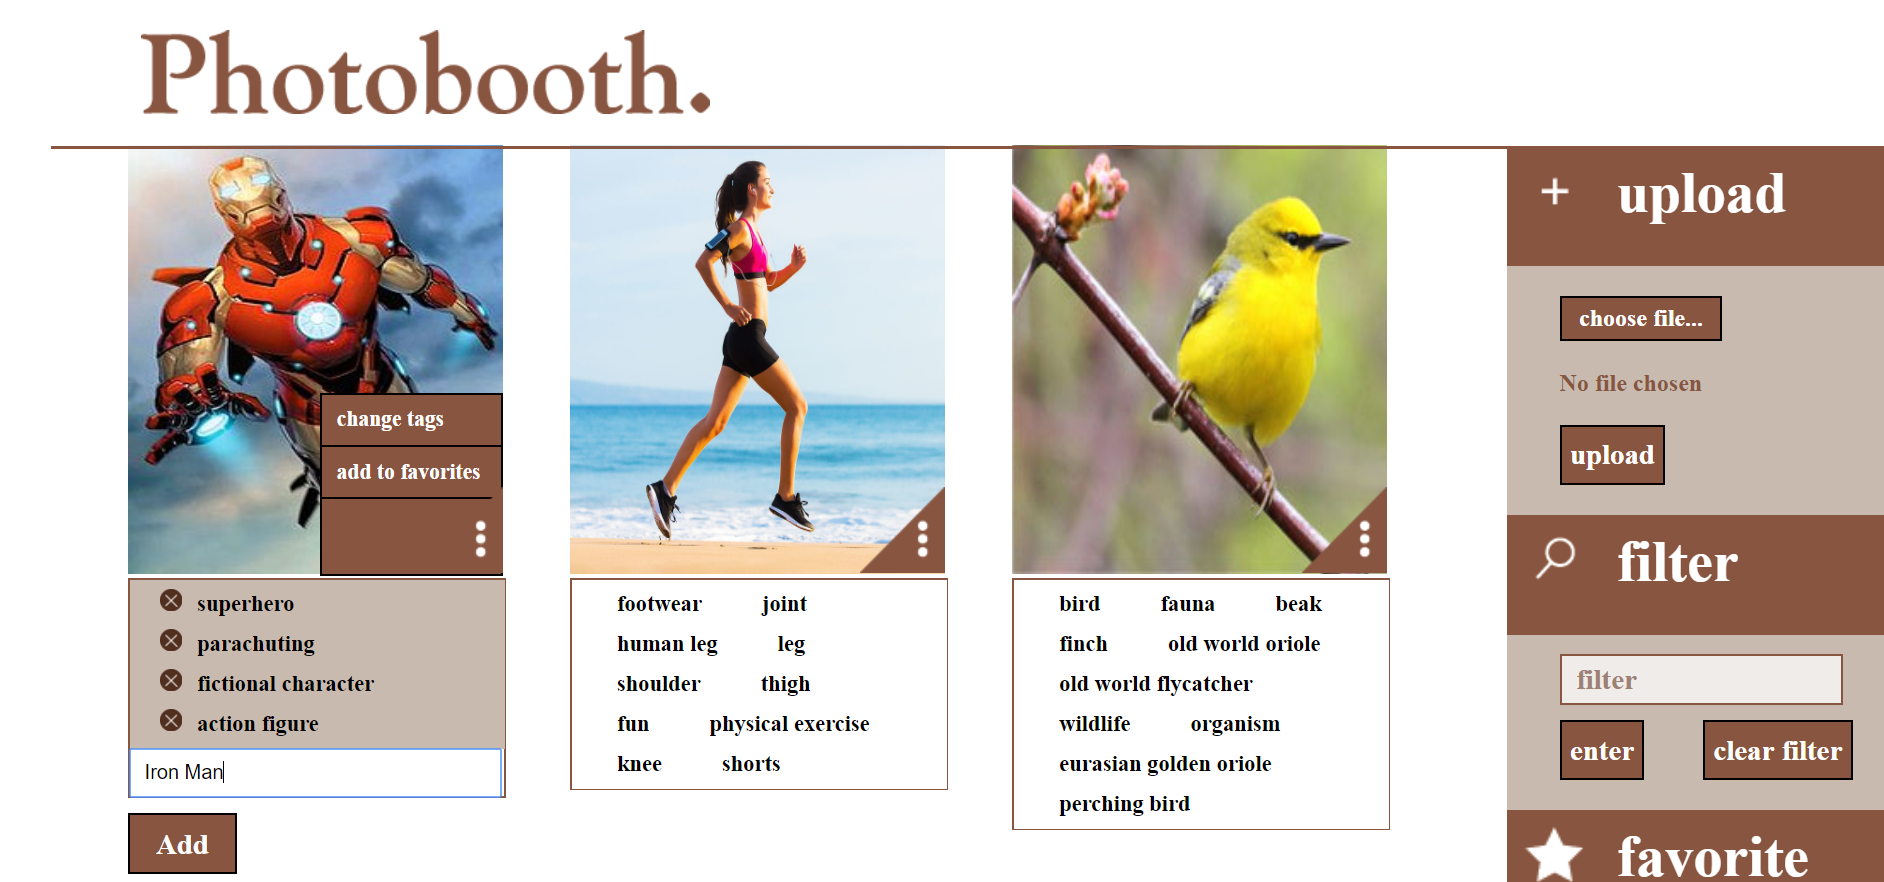 Photobooth.
change tags
add to favorites
superhero
parachuting
fictional character
action figure
Iron Man
Add
footwear joint
human leg leg
shoulder thigh
fun physical exercise
knee shorts
bird fauna beak
finch old world oriole
old world flycatcher
wildlife organism
eurasian golden oriole
perching bird
+ upload
choose file...
No file chosen
upload
filter
filter
enter clear filter
favorite